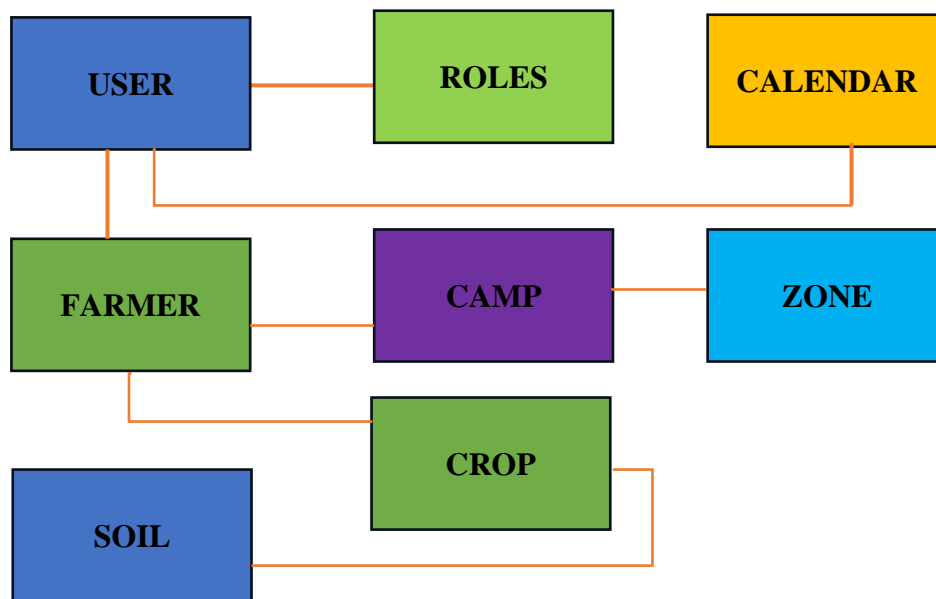 USER
ROLES
CALENDAR
FARMER
CAMP
ZONE
CROP
SOIL